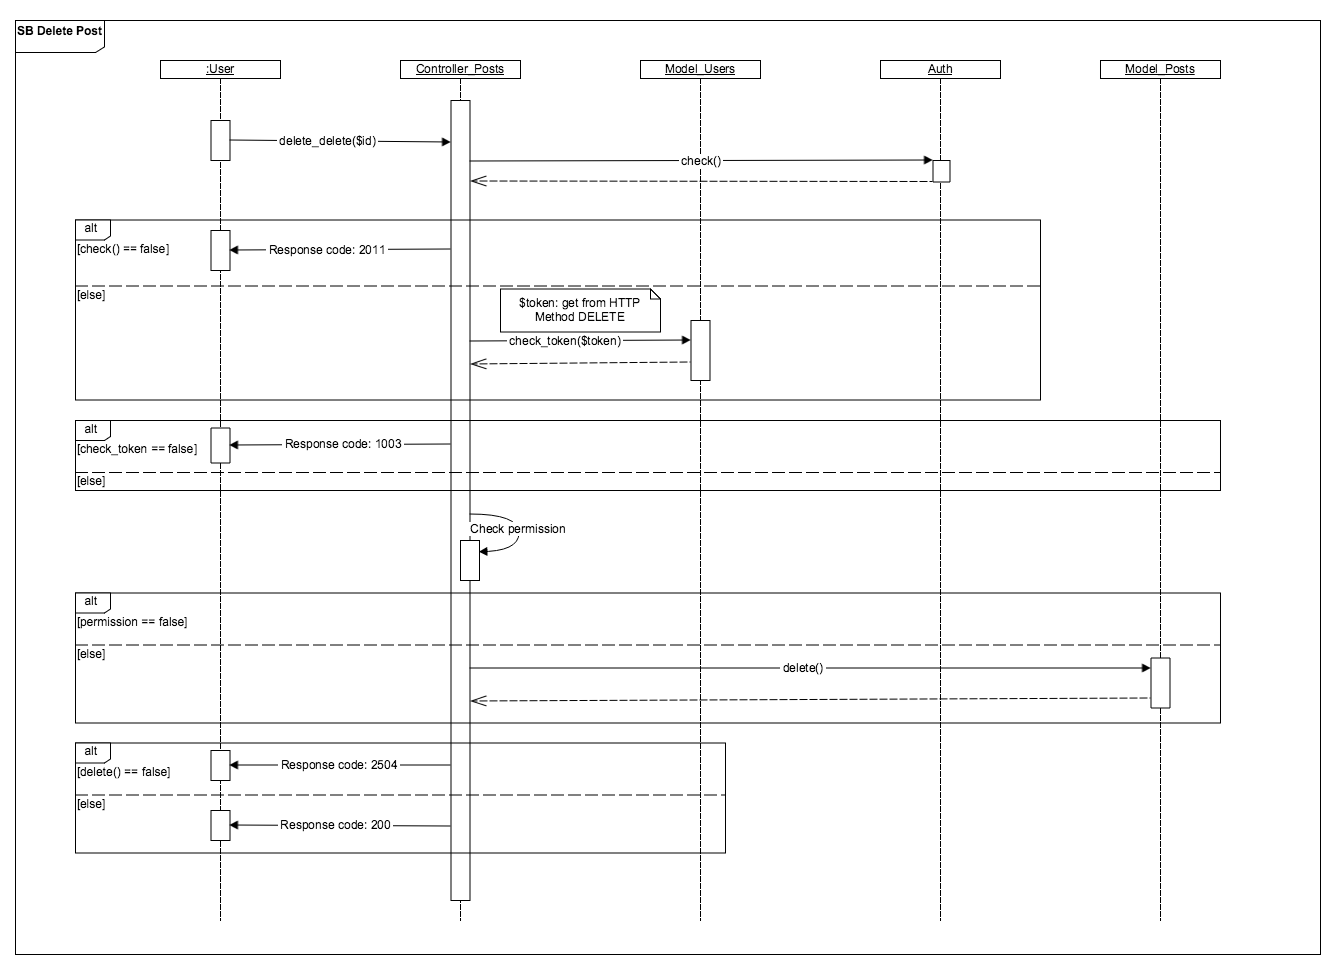 SB Delete Post
:User
Controller_Posts
Model_Users
Auth
Model_Posts
delete_delete($id)
check()
alt
[check() == false]
Response code: 2011
[else]
$token: get from HTTP
Method DELETE
check_token($token)
alt
[check_token == false]
Response code: 1003
[else]
Check permission
alt
[permission == false]
[else]
delete()
alt
[delete() == false]
Response code: 2504
[else]
Response code: 200